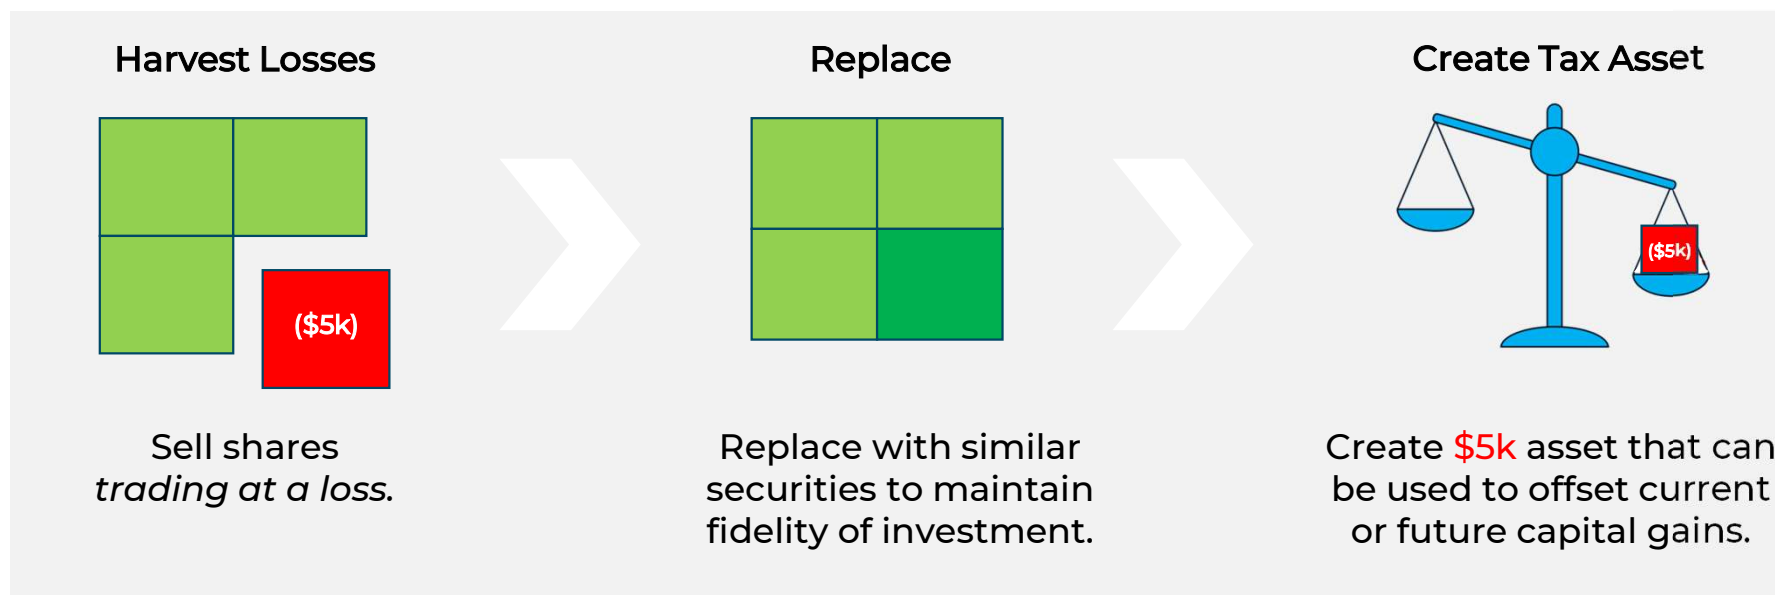 Harvest Losses
($5k)
Sell shares
trading at a loss.
Replace
Replace with similar
securities to maintain
fidelity of investment.
Create Tax Asset
($5k)
Create $5k asset that can
be used to offset current
or future capital gains.